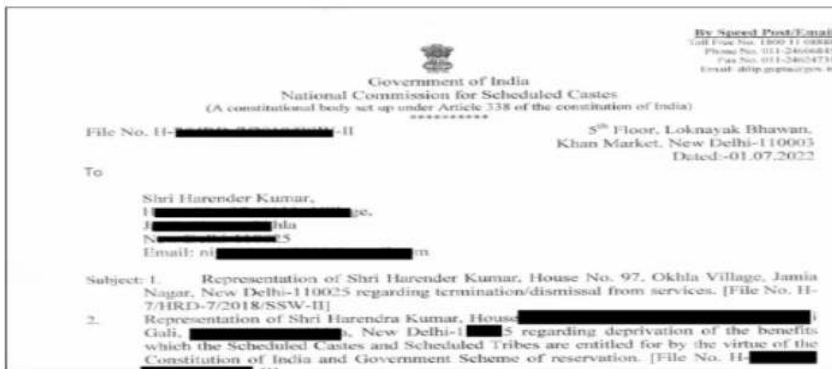 By Speed Post/Email
Toll Free No. 1800 11 8888
Government of India
National Commission for Scheduled Castes
(A constitutional body set up under Article 338 of the constitution of India)
**********
File No. H- -II
5th Floor, Loknayak Bhawan,
Khan Market, New Delhi-110003
Dated:-01.07.2022
To
Shri Harender Kumar,
Email:
Subject: 1. Representation of Shri Harender Kumar, House No. 97, Okhla Village, Jamia
Nagar, New Delhi-110025 regarding termination/dismissal from services. [File No. H-
7/HRD-7/2018/SSW-II]
2. Representation of Shri Harendra Kumar, House
Gali, New Delhi-1 5 regarding deprivation of the benefits
which the Scheduled Castes and Scheduled Tribes are entitled for by the virtue of the
Constitution of India and Government Scheme of reservation. [File No. H-